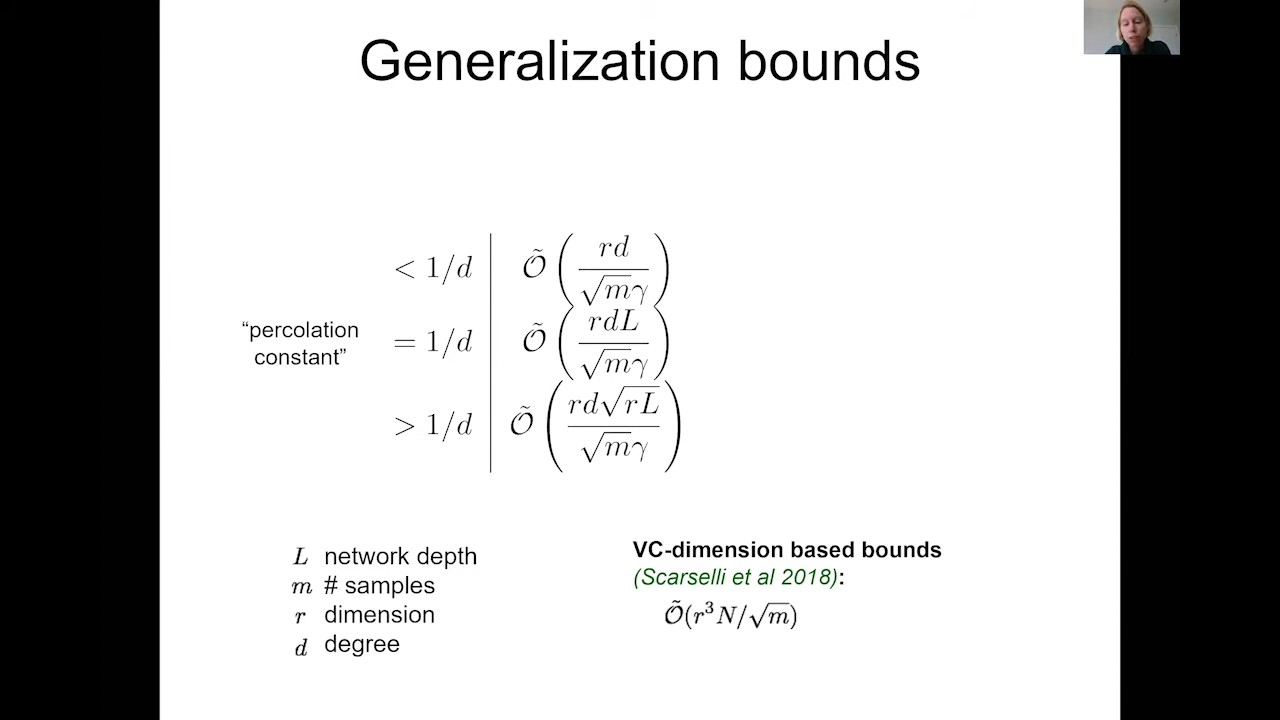 Generalization bounds
“percolation
constant”
< 1/d | Õ(rd / √m γ)
= 1/d | Õ(rdL / √m γ)
> 1/d | Õ(rd√rL / √m γ)
L network depth
m # samples
r dimension
d degree
VC-dimension based bounds
(Scarselli et al 2018):
Õ(r³N/√m)